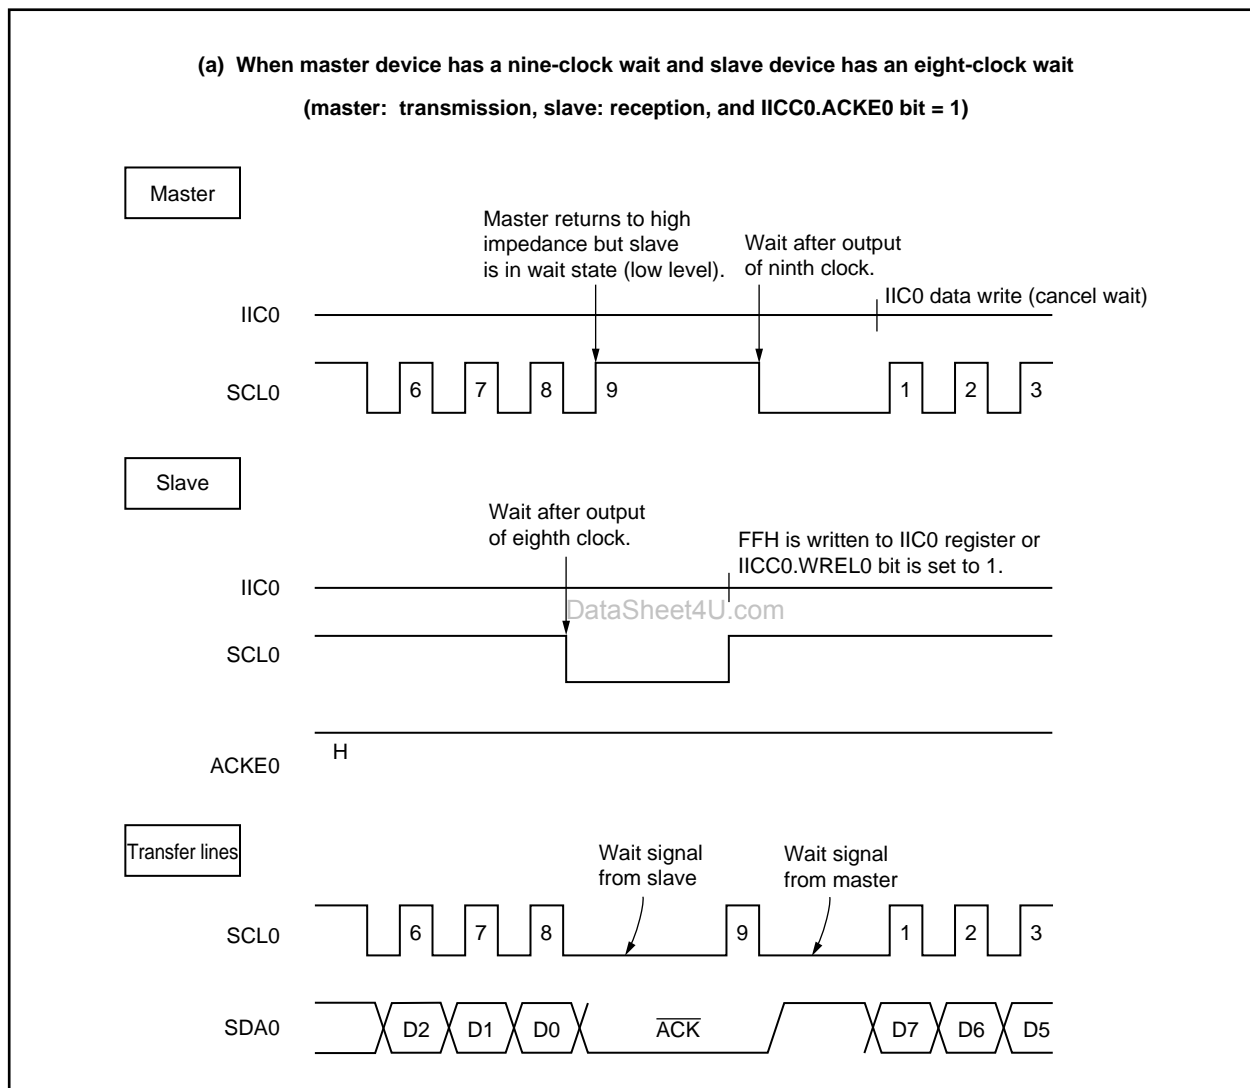 (a) When master device has a nine-clock wait and slave device has an eight-clock wait
(master: transmission, slave: reception, and IICC0.ACKE0 bit = 1)
Master
Master returns to high
impedance but slave
is in wait state (low level).
Wait after output
of ninth clock.
IIC0 data write (cancel wait)
IIC0
SCL0
6 7 8 9 1 2 3
Slave
Wait after output
of eighth clock.
FFH is written to IIC0 register or
IICC0.WREL0 bit is set to 1.
IIC0
DataSheet4U.com
SCL0
H
ACKE0
Transfer lines
Wait signal
from slave
Wait signal
from master
SCL0
6 7 8 9 1 2 3
SDA0
D2 D1 D0 ACK D7 D6 D5